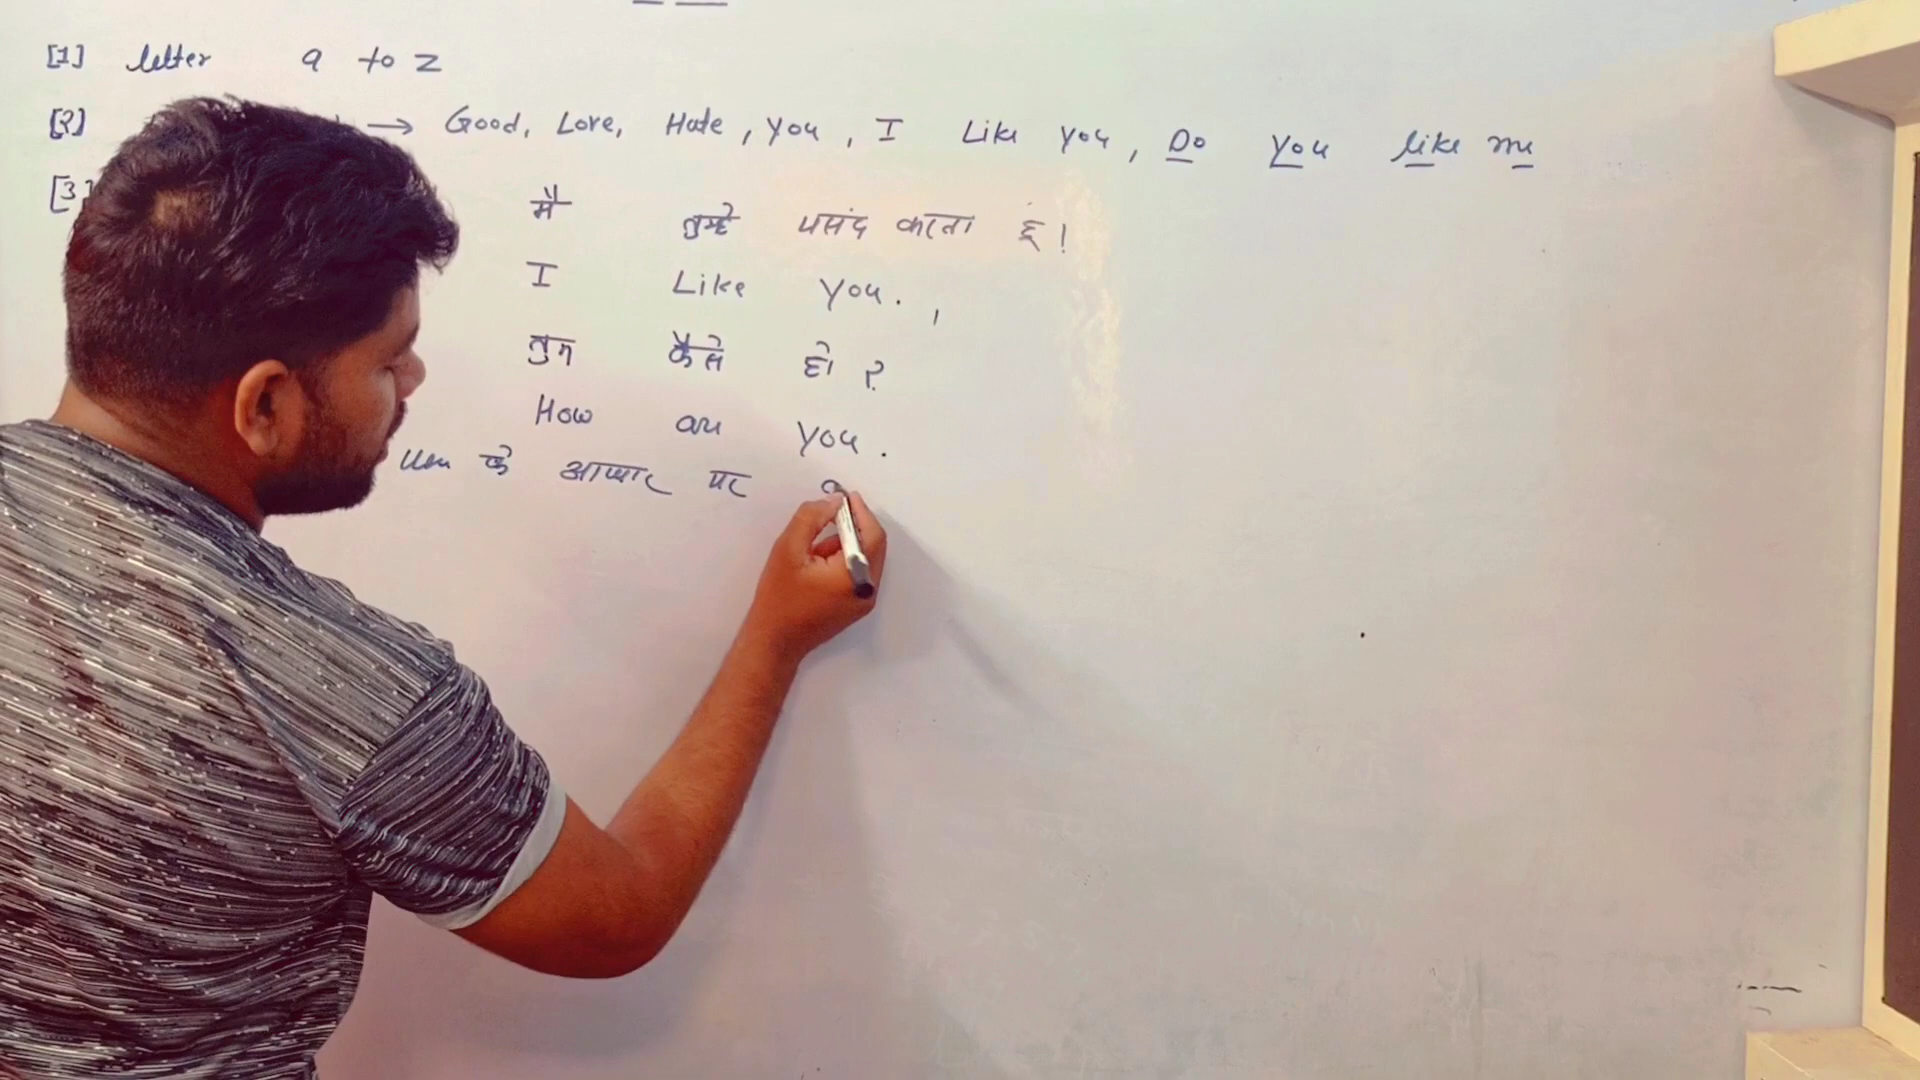 [1] letter a to z
[2] → Good, Love, Hate, you, I Like you, Do you like me
[3]
मै तुम्हे पसंद करता हूं!
I Like you. ,
तुम कैसे हो ?
How are you.
के आधार पर